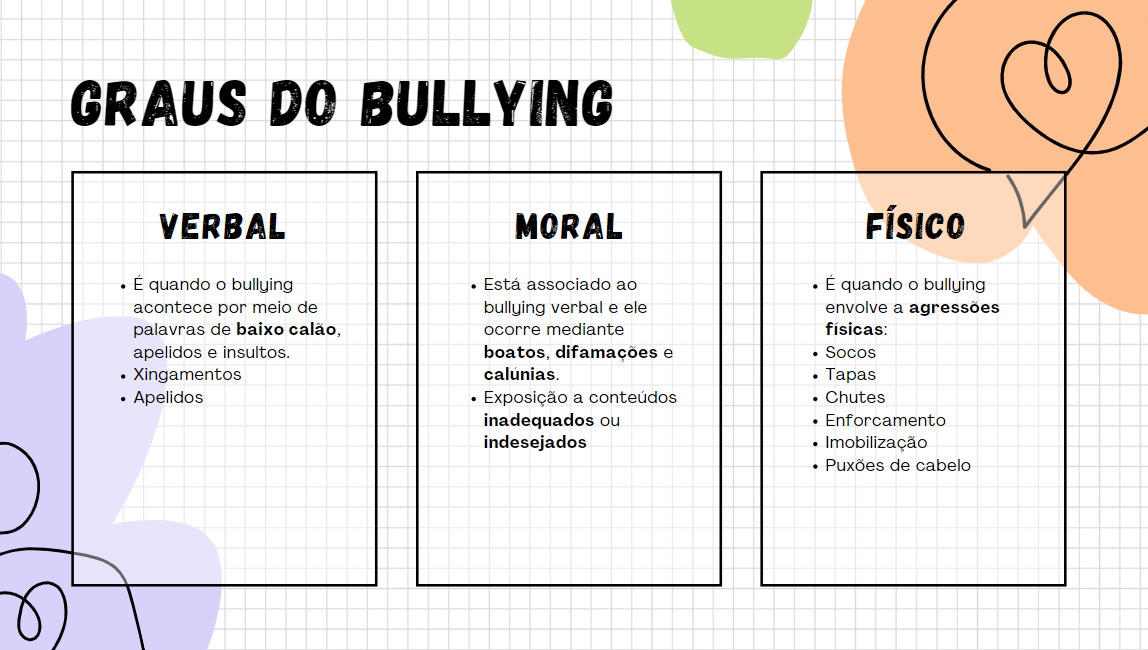 GRAUS DO BULLYING
VERBAL
• É quando o bullying
acontece por meio de
palavras de baixo calão,
apelidos e insultos.
• Xingamentos
• Apelidos
MORAL
• Está associado ao
bullying verbal e ele
ocorre mediante
boatos, difamações e
calúnias.
• Exposição a conteúdos
inadequados ou
indesejados
FÍSICO
• É quando o bullying
envolve a agressões
físicas:
• Socos
• Tapas
• Chutes
• Enforcamento
• Imobilização
• Puxões de cabelo